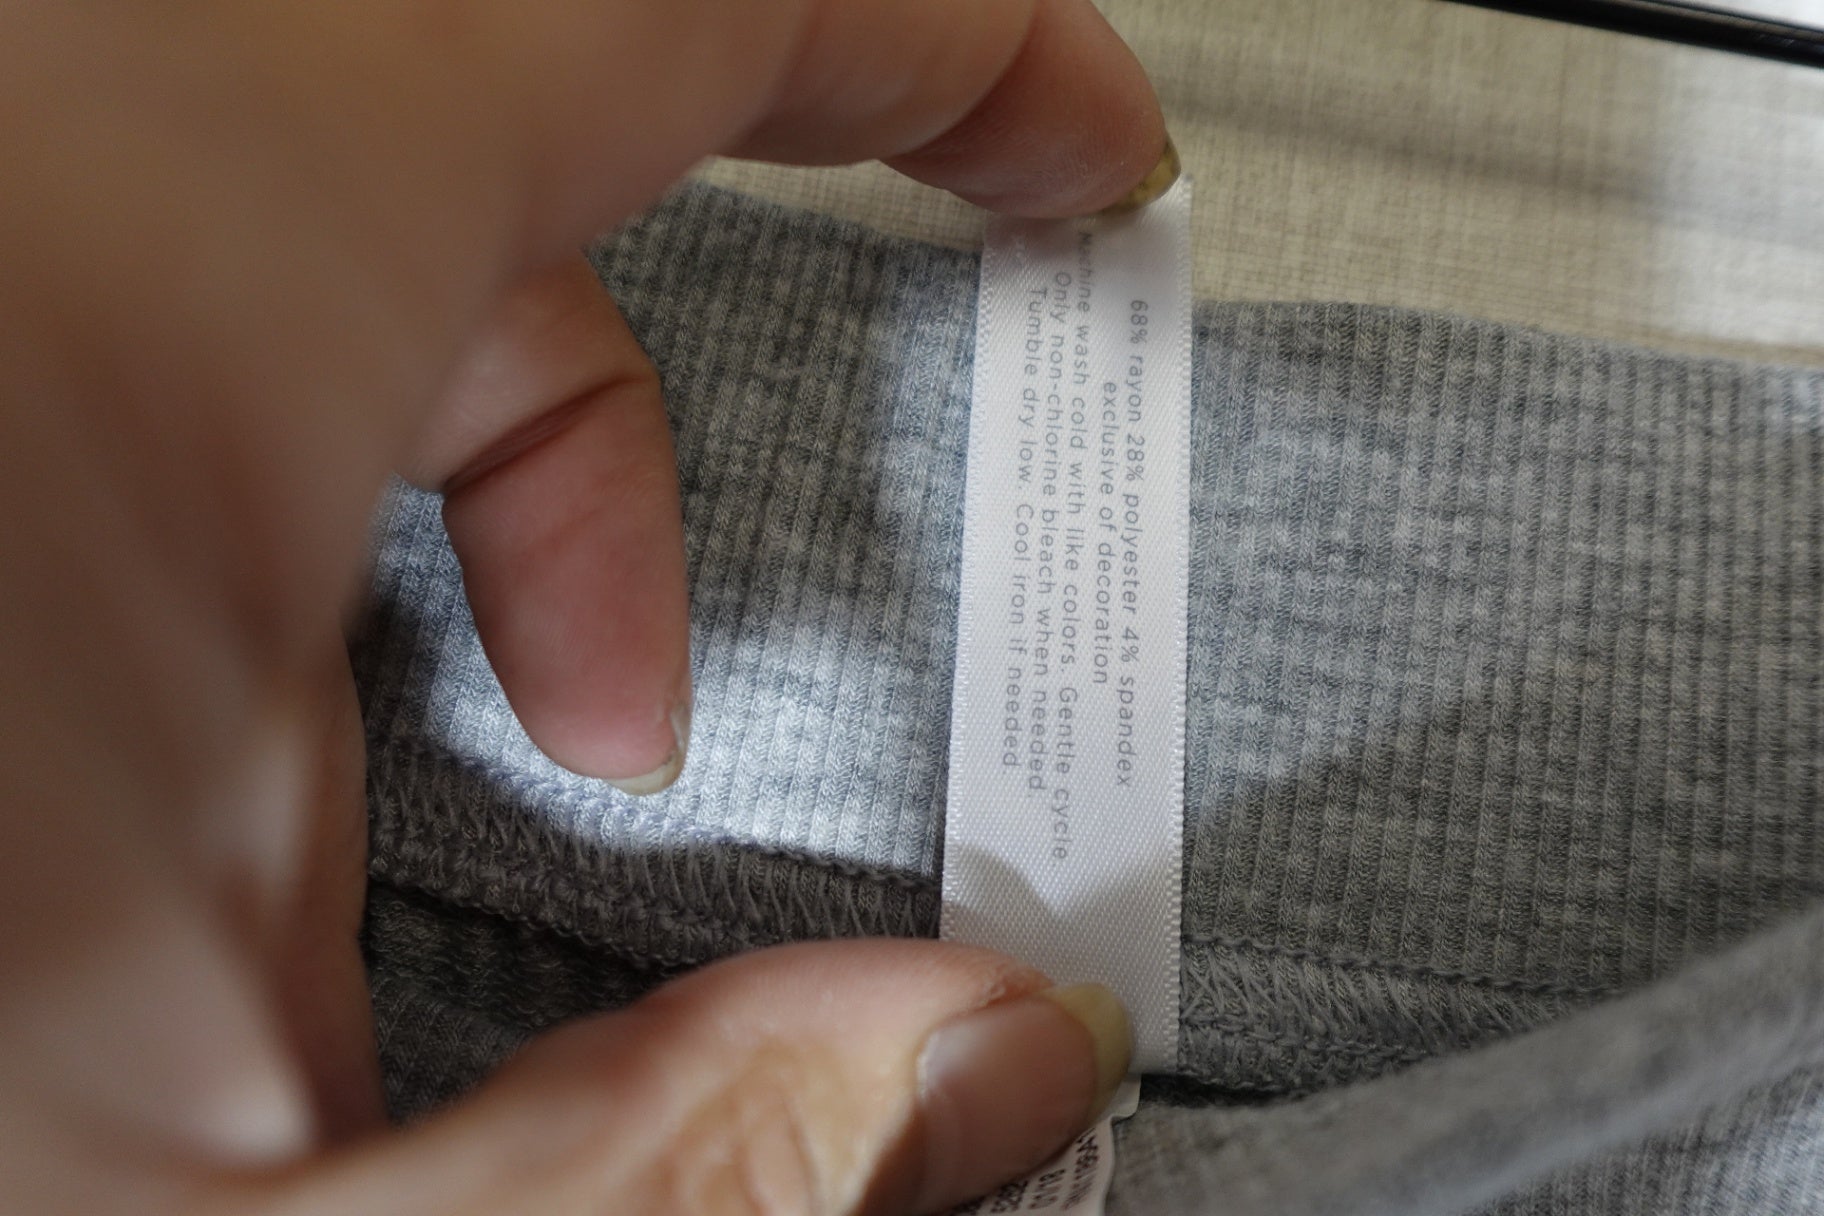 68% rayon 28% polyester 4% spandex
exclusive of decoration
Machine wash cold with like colors. Gentle cycle
Only non-chlorine bleach when needed
Tumble dry low. Cool iron if needed